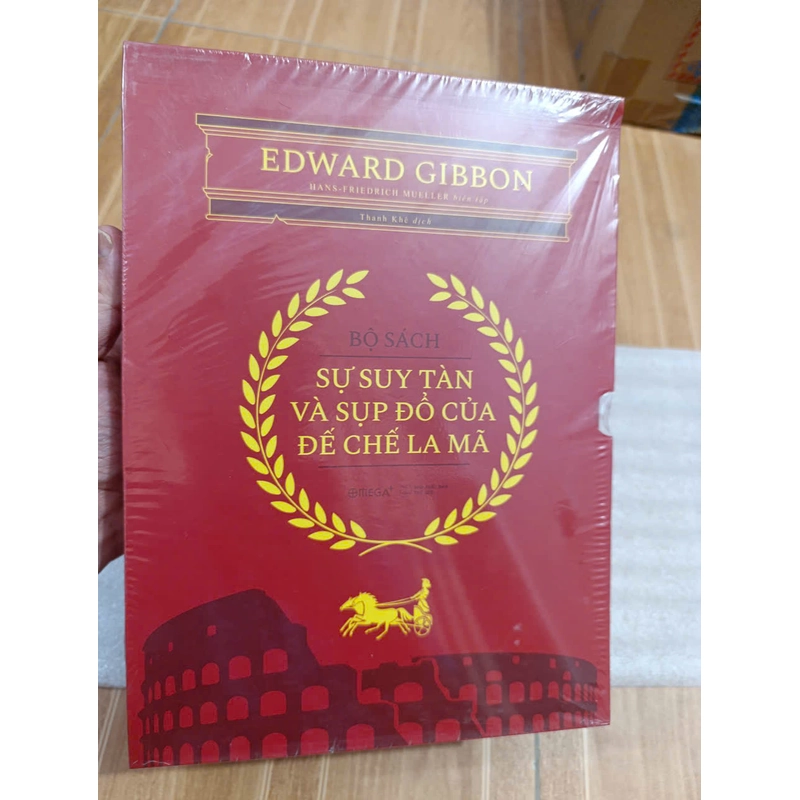 EDWARD GIBBON
HANS-FRIEDRICH MUELLER biên tập
Thanh Khê dịch
BỘ SÁCH
SỰ SUY TÀN
VÀ SỤP ĐỔ CỦA
ĐẾ CHẾ LA MÃ
OMEGA+